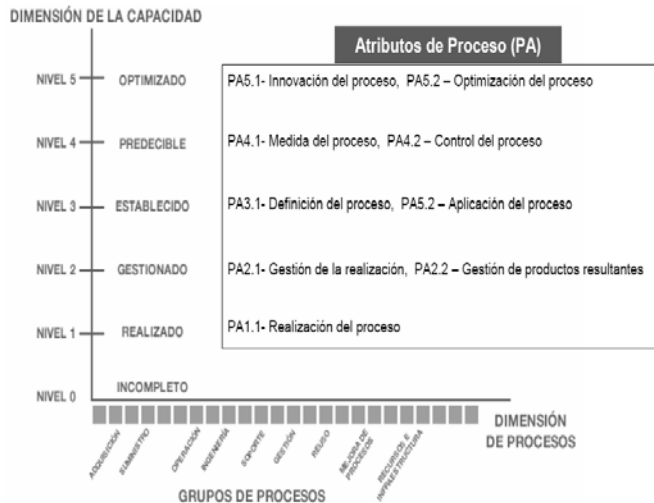 DIMENSIÓN DE LA CAPACIDAD
Atributos de Proceso (PA)
NIVEL 5 OPTIMIZADO PA5.1- Innovación del proceso, PA5.2 – Optimización del proceso
NIVEL 4 PREDECIBLE PA4.1- Medida del proceso, PA4.2 – Control del proceso
NIVEL 3 ESTABLECIDO PA3.1- Definición del proceso, PA5.2 – Aplicación del proceso
NIVEL 2 GESTIONADO PA2.1- Gestión de la realización, PA2.2 – Gestión de productos resultantes
NIVEL 1 REALIZADO PA1.1- Realización del proceso
NIVEL 0 INCOMPLETO
DIMENSIÓN
DE PROCESOS
ADQUISICIÓN
SUMINISTRO
OPERACIÓN
INGENIERÍA
SOPORTE
GESTIÓN
REUSO
MEJORA DE
PROCESOS
RECURSOS E
INFRAESTRUCTURA
GRUPOS DE PROCESOS